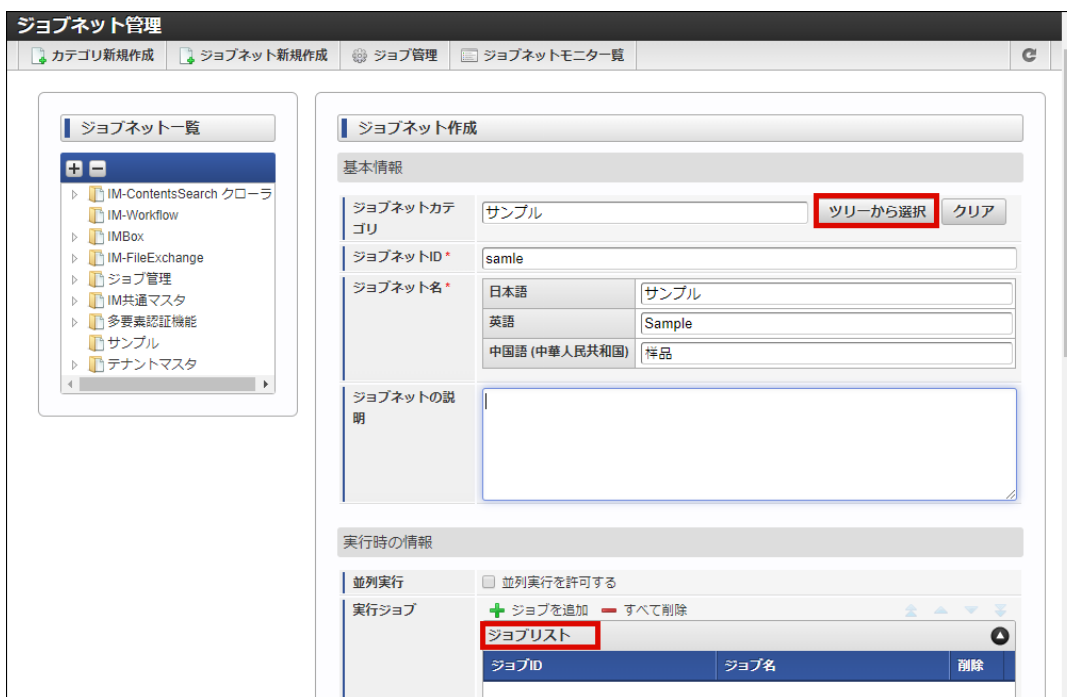 ジョブネット管理
カテゴリ新規作成 ジョブネット新規作成 ジョブ管理 ジョブネットモニター覧
ジョブネット一覧
IM-ContentsSearch クローラ
IM-Workflow
IMBox
IM-FileExchange
ジョブ管理
IM共通マスタ
多要素認証機能
サンプル
テナントマスタ
ジョブネット作成
基本情報
ジョブネットカテ
ゴリ
サンプル ツリーから選択 クリア
ジョブネットID *
samle
ジョブネット名 *
日本語 サンプル
英語 Sample
中国語 (中華人民共和国) 样品
ジョブネットの説
明
実行時の情報
並列実行 並列実行を許可する
実行ジョブ ジョブを追加 すべて削除
ジョブリスト
ジョブID ジョブ名 削除